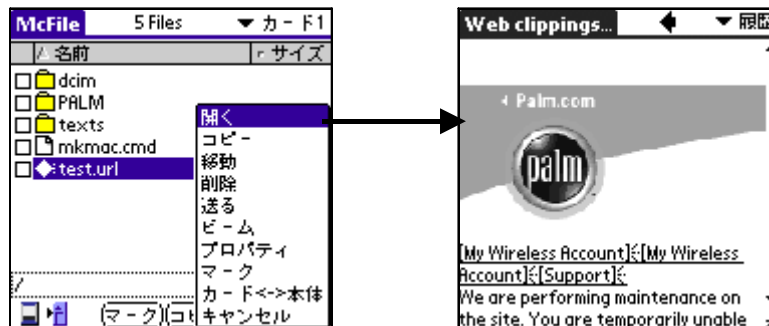 McFile 5 Files カード1
名前 サイズ
dcim
PALM
texts
mkmac.cmd
test.url
開く
コピー
移動
削除
送る
ビーム
プロパティ
マーク
カード<->本体
キャンセル
/
(マーク)(コピ
Web clippings... 履歴
Palm.com
palm
[My Wireless Account] [My Wireless
Account] [Support]
We are performing maintenance on
the site. You are temporarily unable